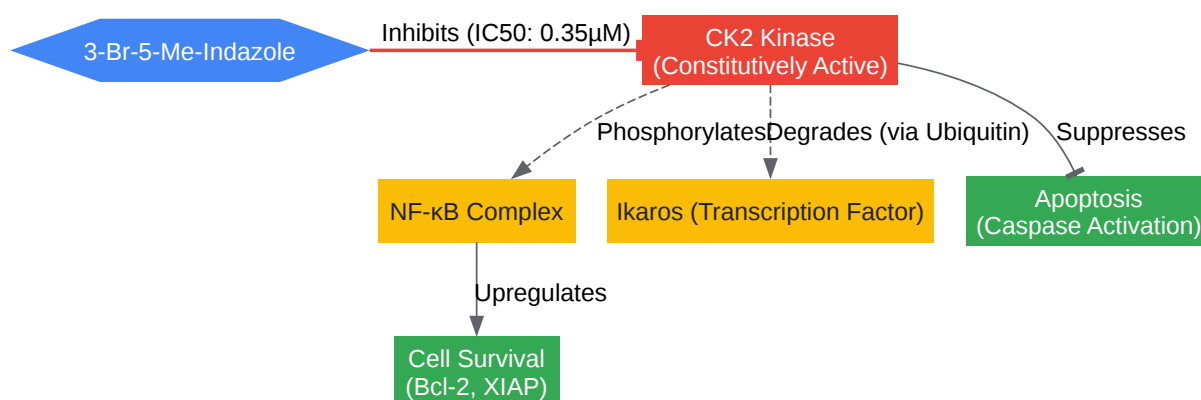 3-Br-5-Me-Indazole
Inhibits (IC50: 0.35µM)
CK2 Kinase
(Constitutively Active)
Phosphorylates
Degrades (via Ubiquitin)
Suppresses
NF-κB Complex
Ikaros (Transcription Factor)
Apoptosis
(Caspase Activation)
Upregulates
Cell Survival
(Bcl-2, XIAP)